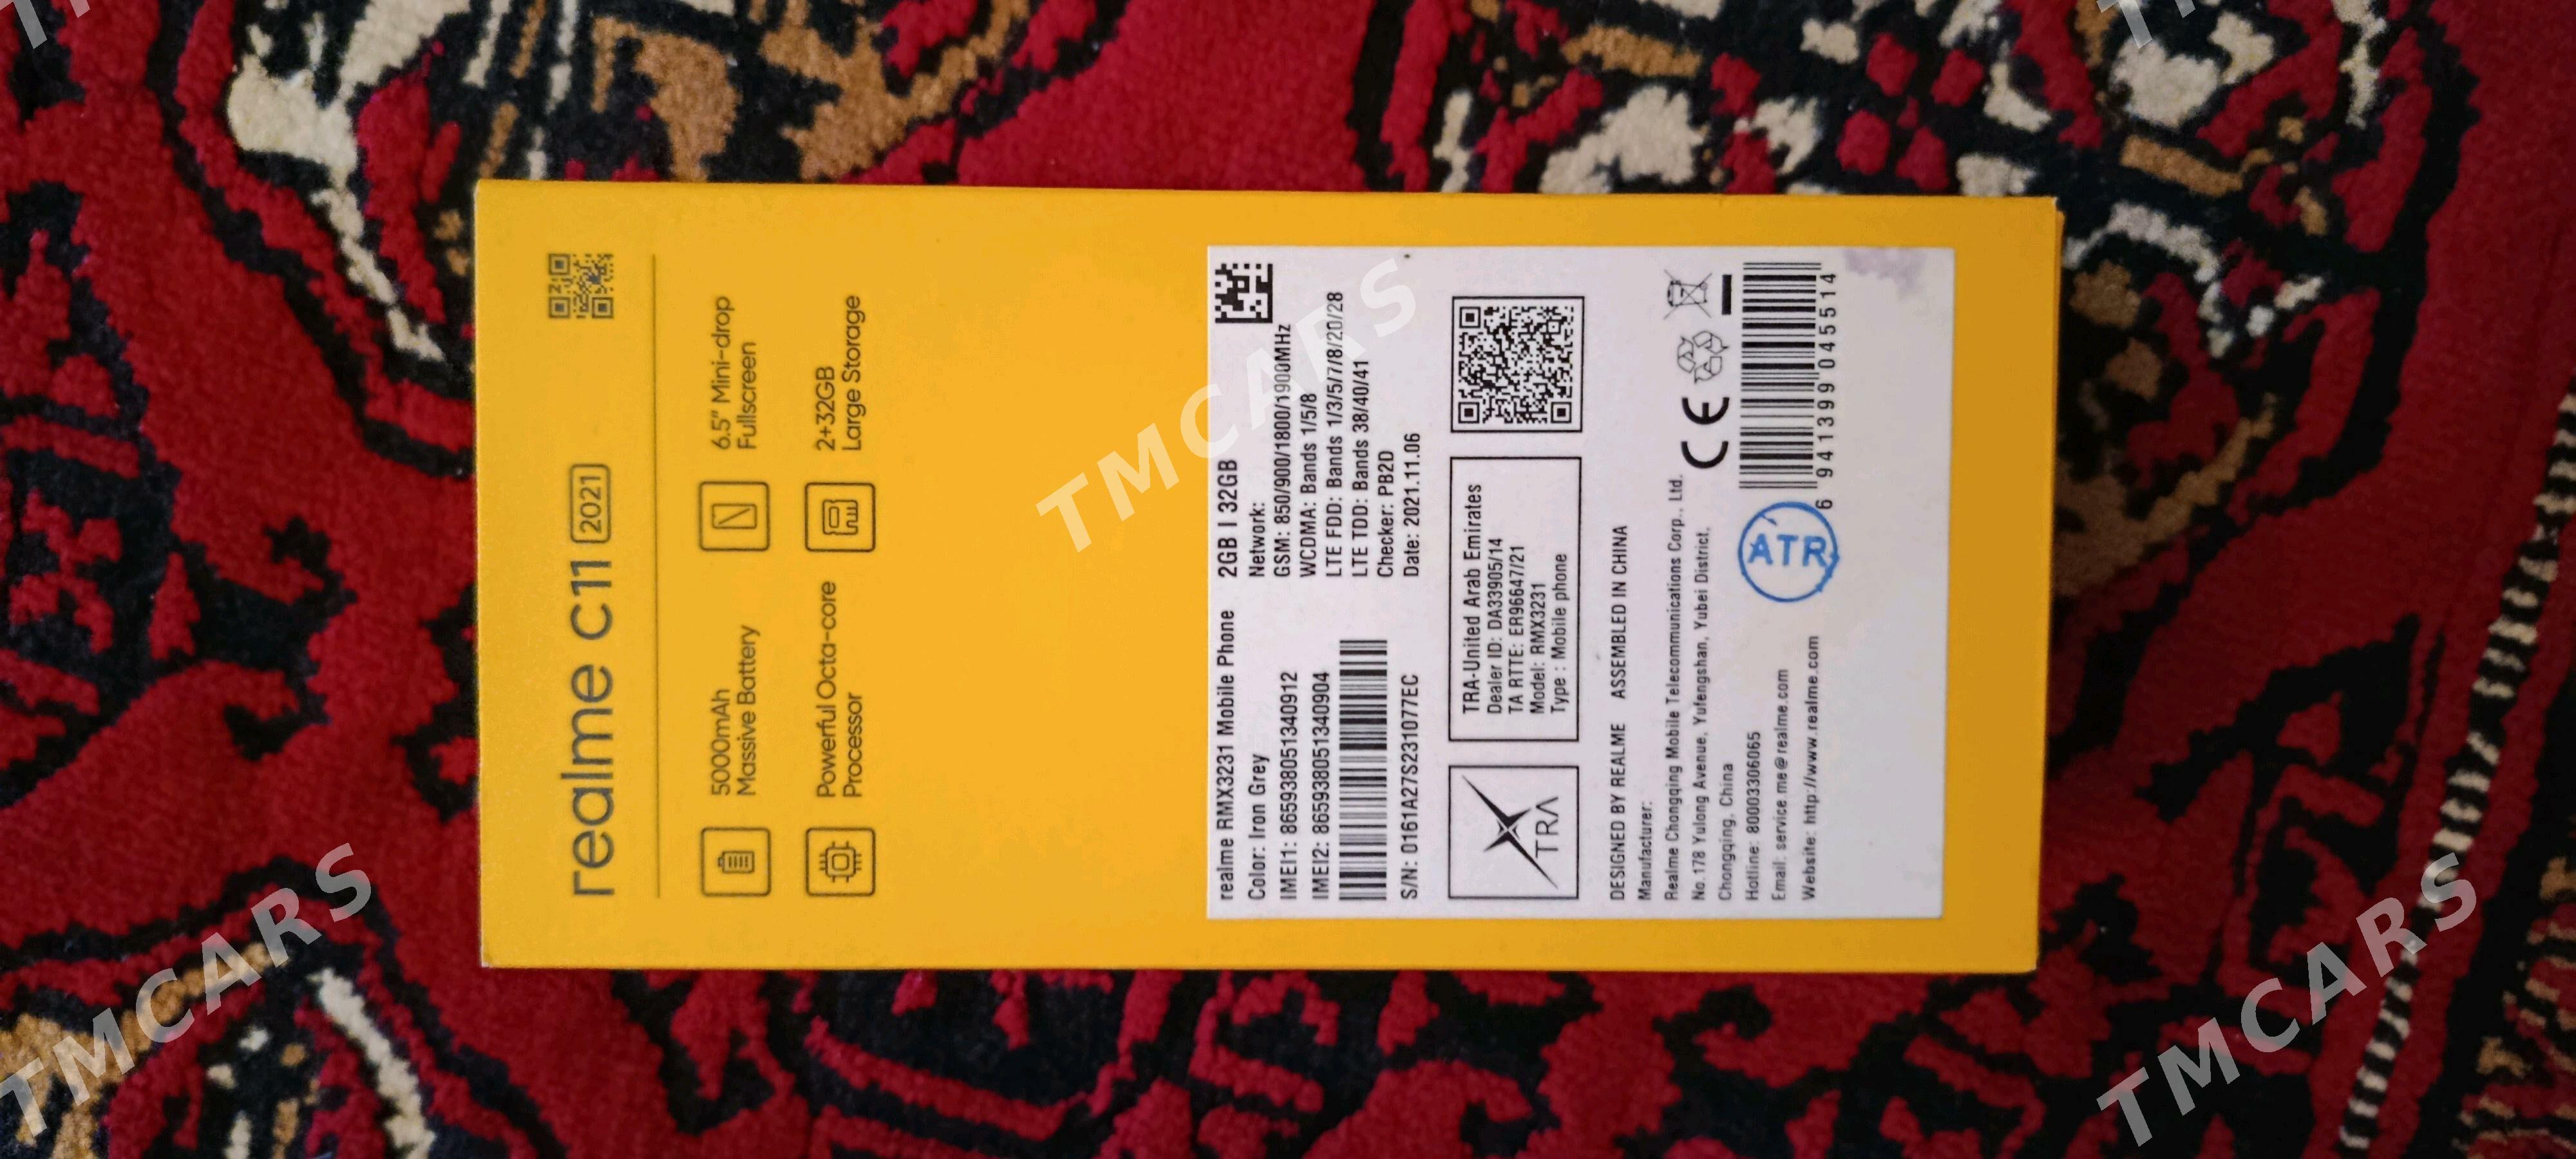 realme C11 2021
5000mAh
Massive Battery
6.5" Mini-drop
Fullscreen
Powerful Octa-core
Processor
2+32GB
Large Storage
realme RMX3231 Mobile Phone 2GB | 32GB
Color: Iron Grey
IMEI1: 865938051340912
IMEI2: 865938051340904
S/N: 0161A27S231077EC
Network:
GSM: 850/900/1800/1900MHz
WCDMA: Bands 1/5/8
LTE FDD: Bands 1/3/5/7/8/20/28
LTE TDD: Bands 38/40/41
Checker: PB2D
Date: 2021.11.06
TRA
TRA-United Arab Emirates
Dealer ID: DA33905/14
TA RTTE: ER96647/21
Model: RMX3231
Type : Mobile phone
DESIGNED BY REALME ASSEMBLED IN CHINA
Manufacturer:
Realme Chongqing Mobile Telecommunications Corp., Ltd.
No.178 Yulong Avenue, Yufengshan, Yubei District,
Chongqing, China
Hotline: 80003306065
Email: service.me@realme.com
Website: http://www.realme.com
CE
ATR
6 941399 045514
TMCARS
TMCARS
TMCARS